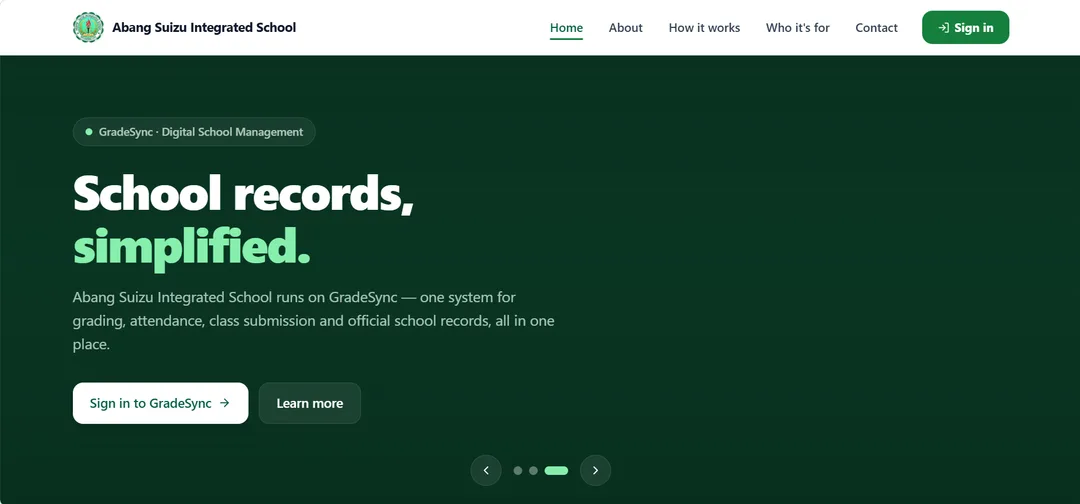 Abang Suizu Integrated School
Home
About
How it works
Who it's for
Contact
Sign in
GradeSync · Digital School Management
School records,
simplified.
Abang Suizu Integrated School runs on GradeSync — one system for
grading, attendance, class submission and official school records, all in one
place.
Sign in to GradeSync →
Learn more